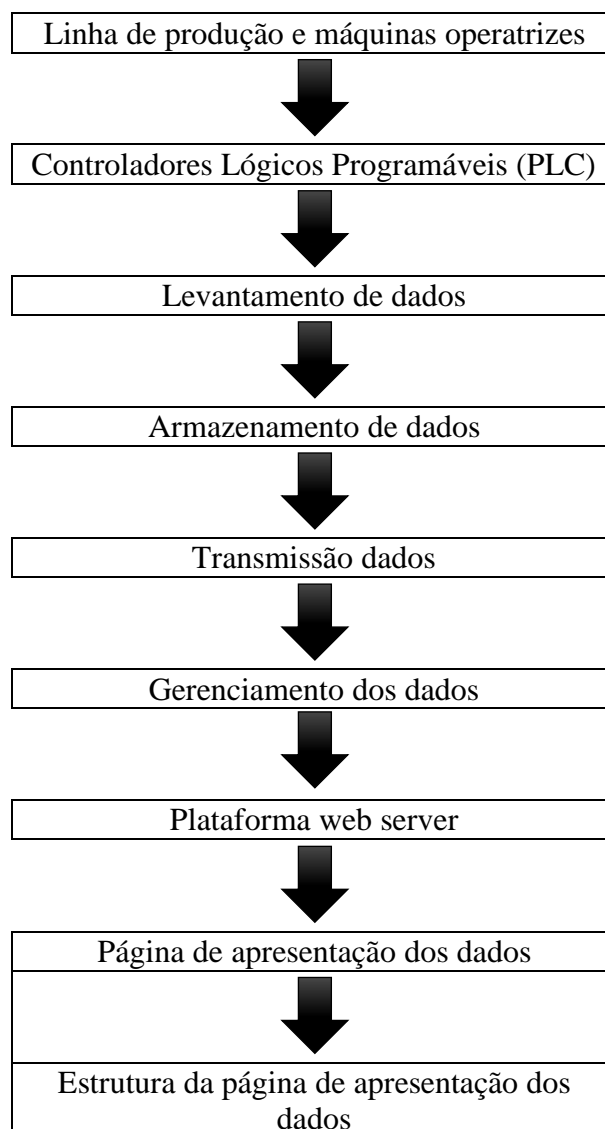 Linha de produção e máquinas operatrizes
Controladores Lógicos Programáveis (PLC)
Levantamento de dados
Armazenamento de dados
Transmissão dados
Gerenciamento dos dados
Plataforma web server
Página de apresentação dos dados
Estrutura da página de apresentação dos
dados